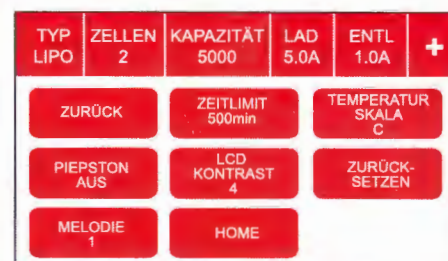 TYP ZELLEN KAPAZITÄT LAD ENTL
LIPO 2 5000 5.0A 1.0A +
ZURÜCK
ZEITLIMIT
500min
TEMPERATUR
SKALA
C
PIEPSTON
AUS
LCD
KONTRAST
4
ZURÜCK-
SETZEN
MELODIE
1
HOME